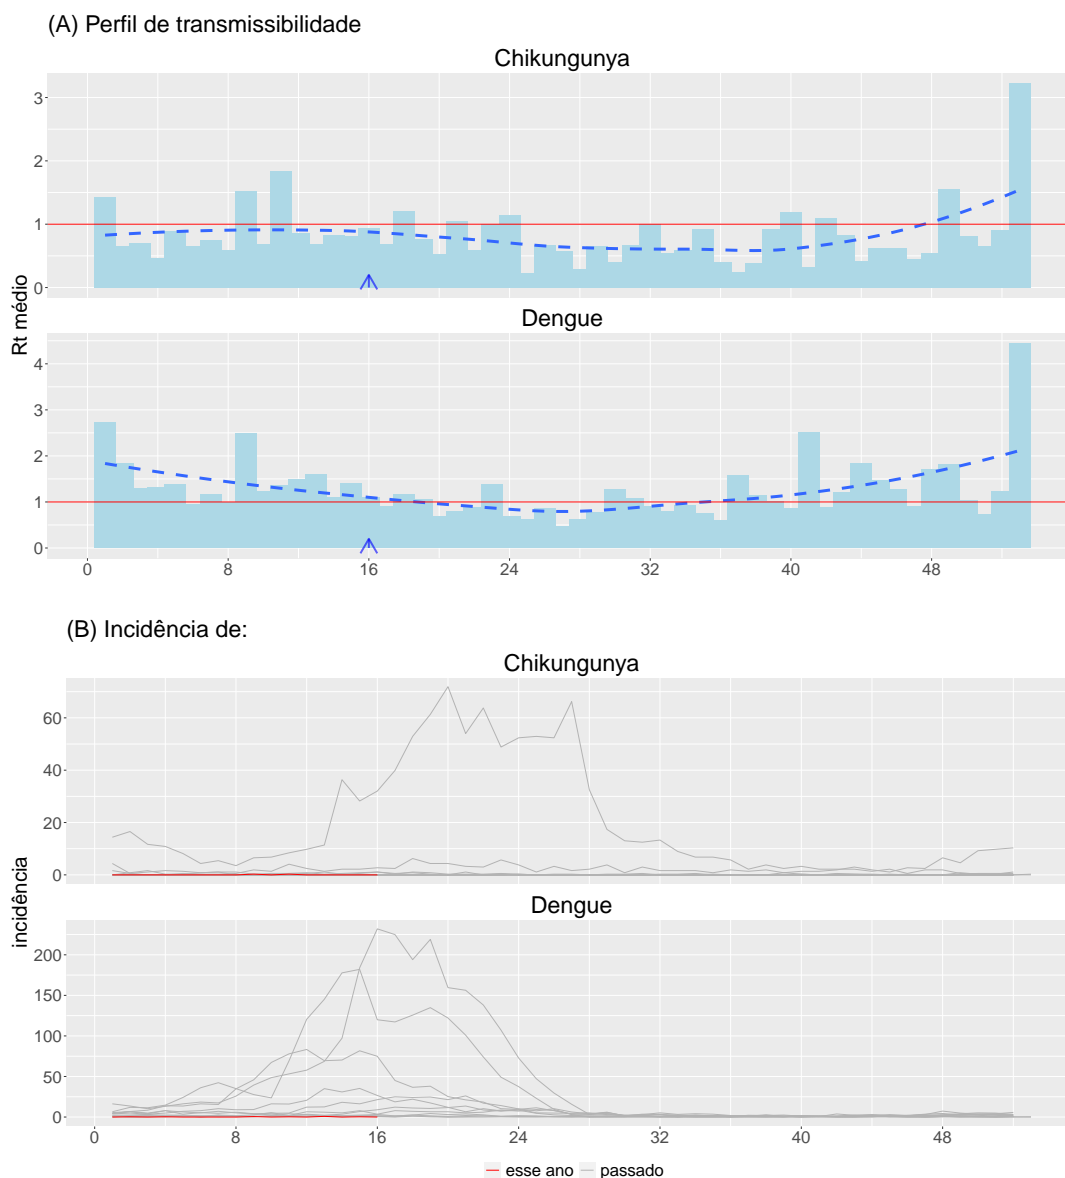 (A) Perfil de transmissibilidade
Chikungunya
3
2
1
0
Rt médio
Dengue
4
3
2
1
0
0 8 16 24 32 40 48
(B) Incidência de:
Chikungunya
60
40
20
0
incidência
Dengue
200
150
100
50
0
0 8 16 24 32 40 48
esse ano passado